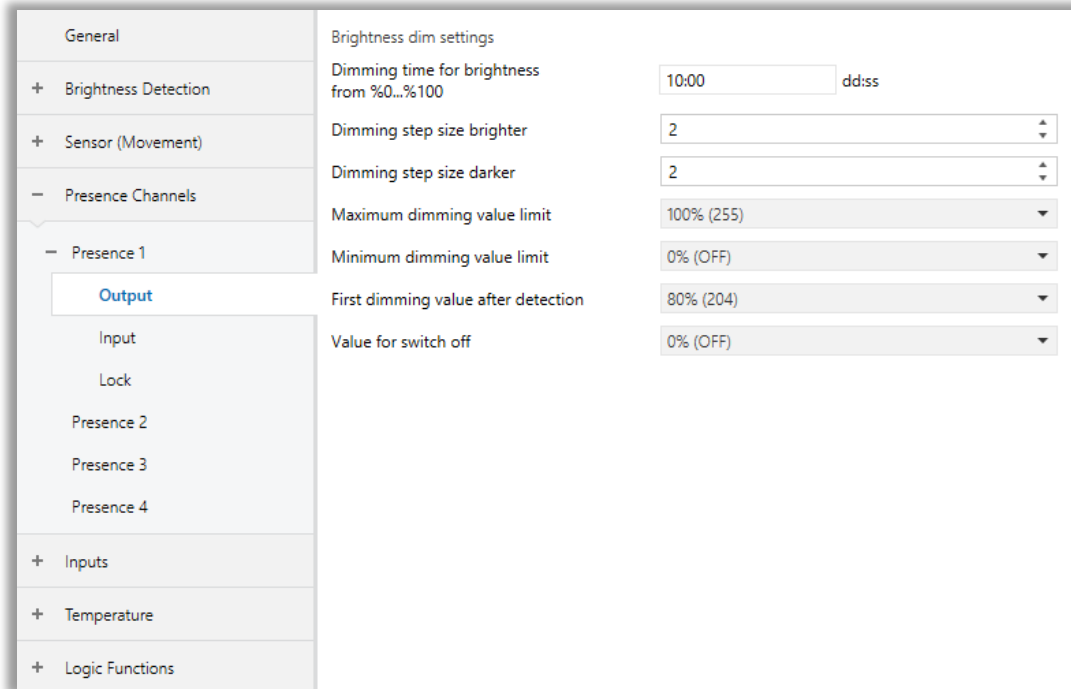 General
Brightness Detection
Sensor (Movement)
Presence Channels
Presence 1
Output
Input
Lock
Presence 2
Presence 3
Presence 4
Inputs
Temperature
Logic Functions
Brightness dim settings
Dimming time for brightness
from %0...%100
10:00 dd:ss
Dimming step size brighter 2
Dimming step size darker 2
Maximum dimming value limit 100% (255)
Minimum dimming value limit 0% (OFF)
First dimming value after detection 80% (204)
Value for switch off 0% (OFF)